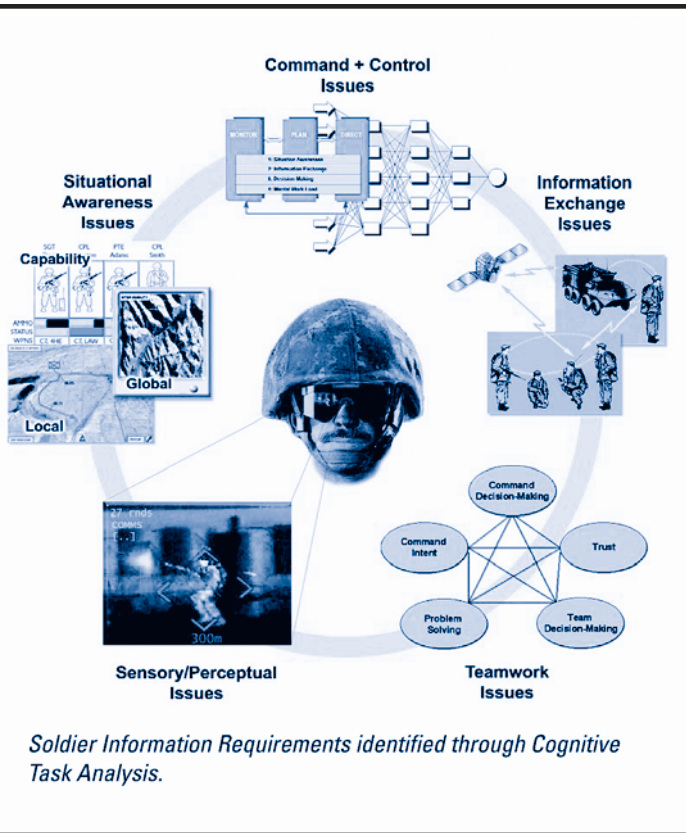 Command + Control
Issues
MONITOR
PLAN
DIRECT
Situation Awareness
Information Exchange
Decision Making
Mental Work Load
Situational
Awareness
Issues
Information
Exchange
Issues
SGT
CPL
PTE
CPL
Capability
Adams
Smith
AMMO
STATUS
WPNS
Global
Local
27 rnds
COMMS
[..]
300m
Command
Decision-Making
Command
Intent
Trust
Problem
Solving
Team
Decision-Making
Sensory/Perceptual
Issues
Teamwork
Issues
Soldier Information Requirements identified through Cognitive
Task Analysis.